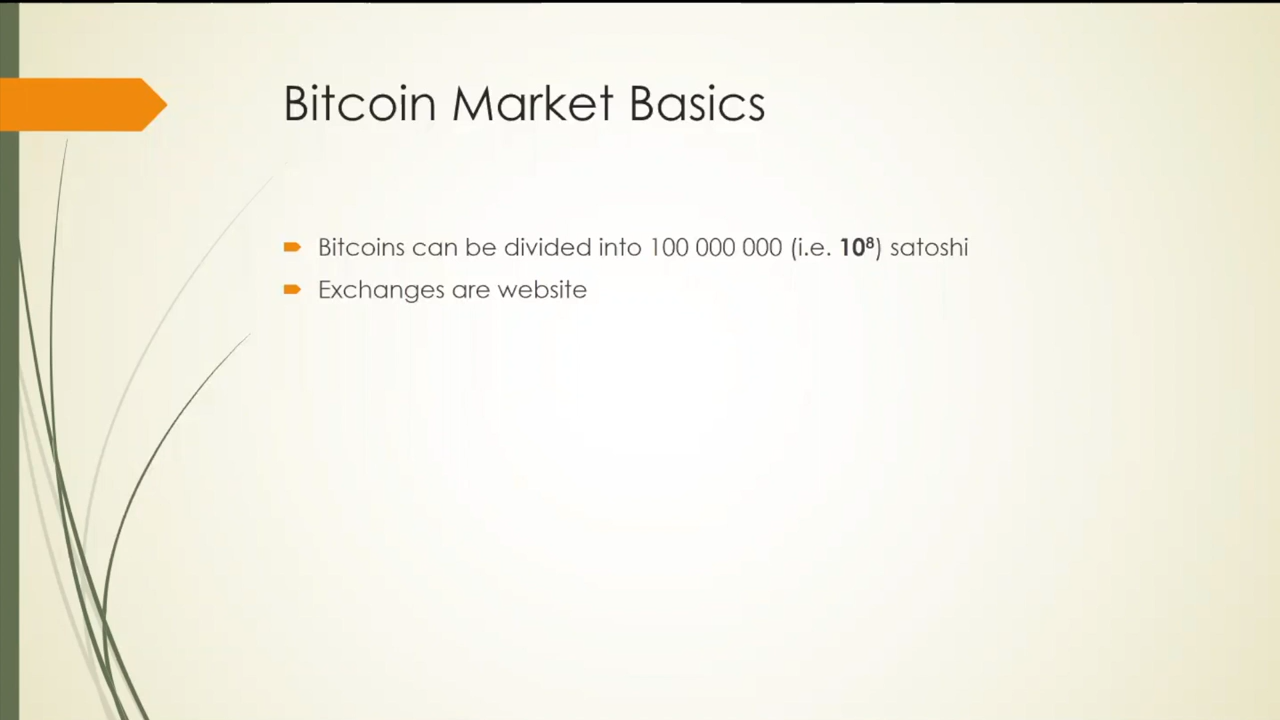 Bitcoin Market Basics
Bitcoins can be divided into 100 000 000 (i.e. 10⁸) satoshi
Exchanges are website